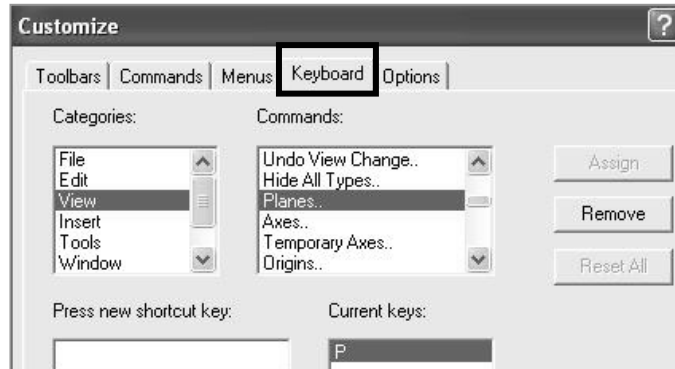 Customize ?
Toolbars Commands Menus Keyboard Options
Categories: Commands:
File Undo View Change.. Assign
Edit Hide All Types..
View Planes.. Remove
Insert Axes..
Tools Temporary Axes..
Window Origins.. Reset All
Press new shortcut key: Current keys:
P